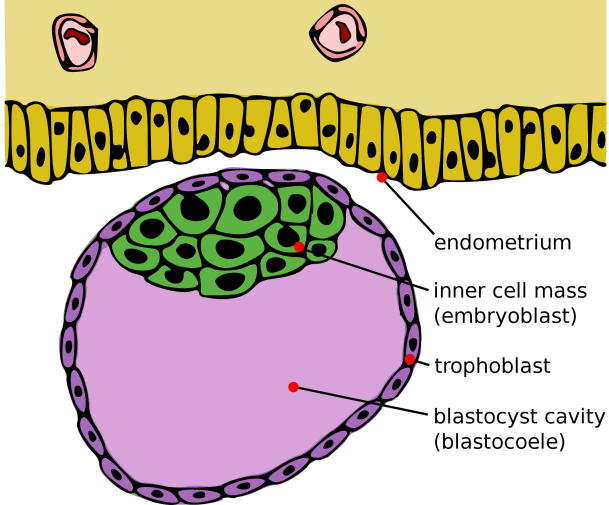 endometrium
inner cell mass
(embryoblast)
trophoblast
blastocyst cavity
(blastocoele)